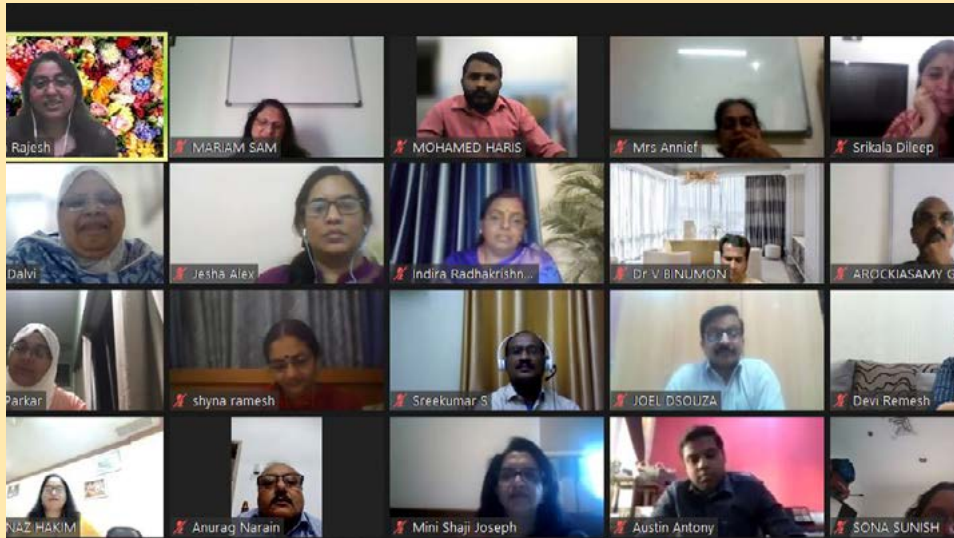 Rajesh
MARIAM SAM
MOHAMED HARIS
Mrs Annief
Srikala Dileep
Dalvi
Jesha Alex
Indira Radhakrishn...
Dr V BINUMON
AROCKIASAMY G
Parkar
shyna ramesh
Sreekumar S
JOEL DSOUZA
Devi Remesh
NAZ HAKIM
Anurag Narain
Mini Shaji Joseph
Austin Antony
SONA SUNISH